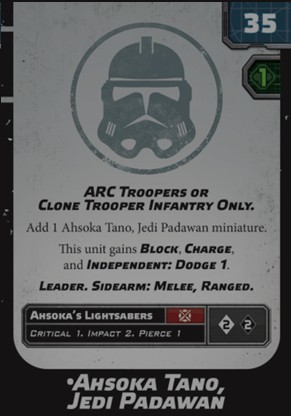 35
1
ARC Troopers or
Clone Trooper Infantry Only.
Add 1 Ahsoka Tano, Jedi Padawan miniature.
This unit gains Block, Charge,
and Independent: Dodge 1.
Leader. Sidearm: Melee, Ranged.
Ahsoka's Lightsabers
Critical 1. Impact 2. Pierce 1
2 2
•Ahsoka Tano,
Jedi Padawan